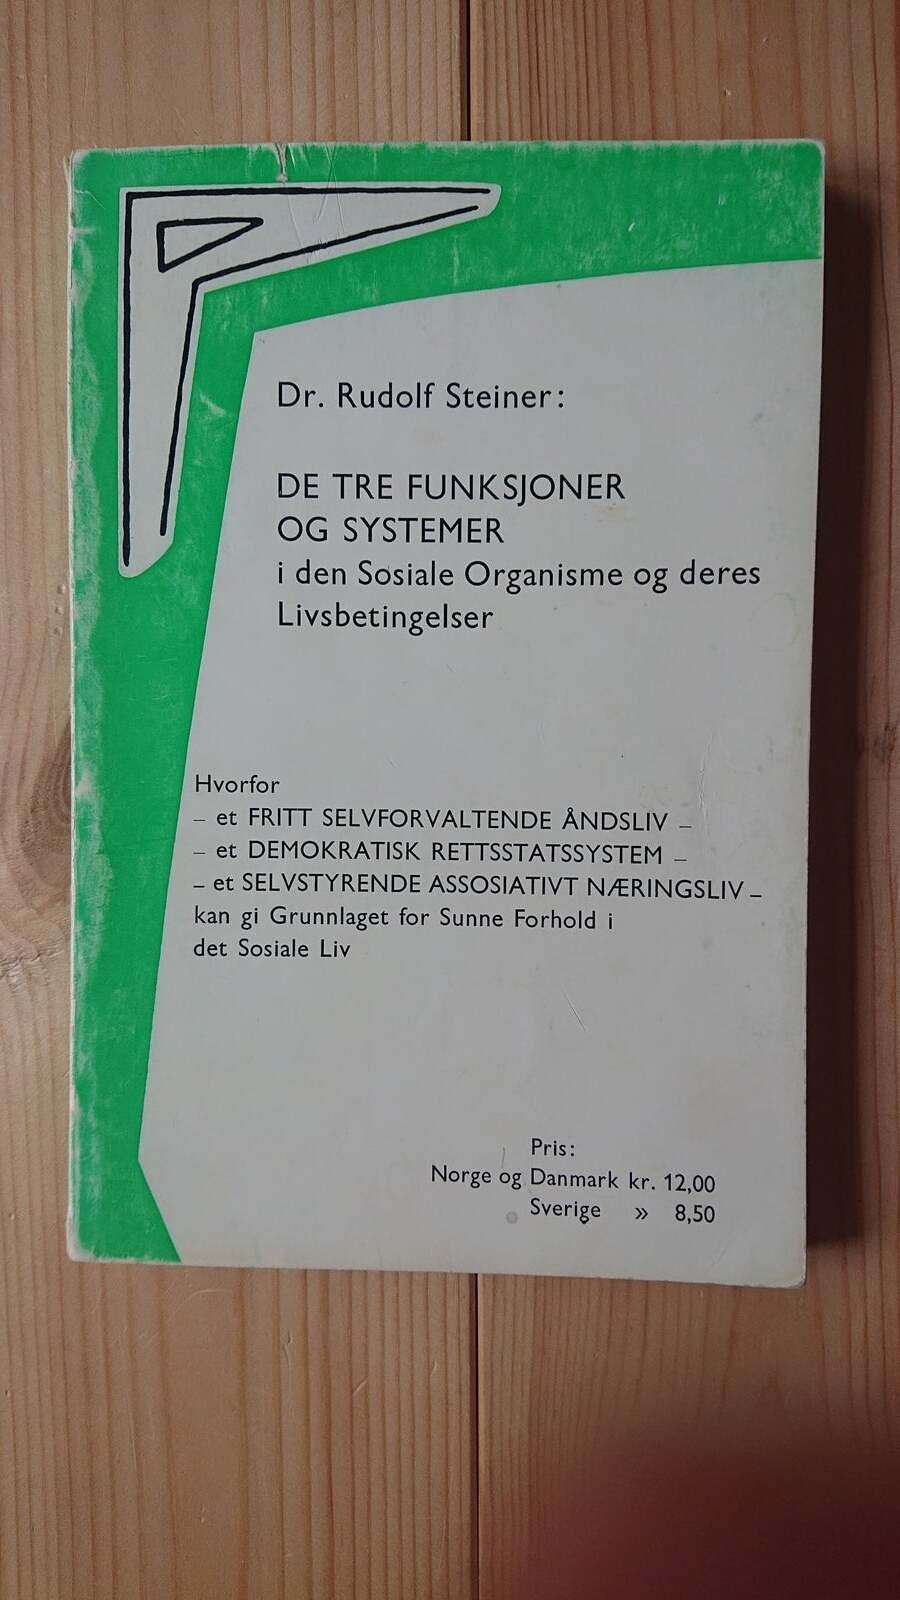 Dr. Rudolf Steiner:
DE TRE FUNKSJONER
OG SYSTEMER
i den Sosiale Organisme og deres
Livsbetingelser
Hvorfor
– et FRITT SELVFORVALTENDE ÅNDSLIV –
– et DEMOKRATISK RETTSSTATSSYSTEM –
– et SELVSTYRENDE ASSOSIATIVT NÆRINGSLIV –
kan gi Grunnlaget for Sunne Forhold i
det Sosiale Liv
Pris:
Norge og Danmark kr. 12,00
Sverige » 8,50